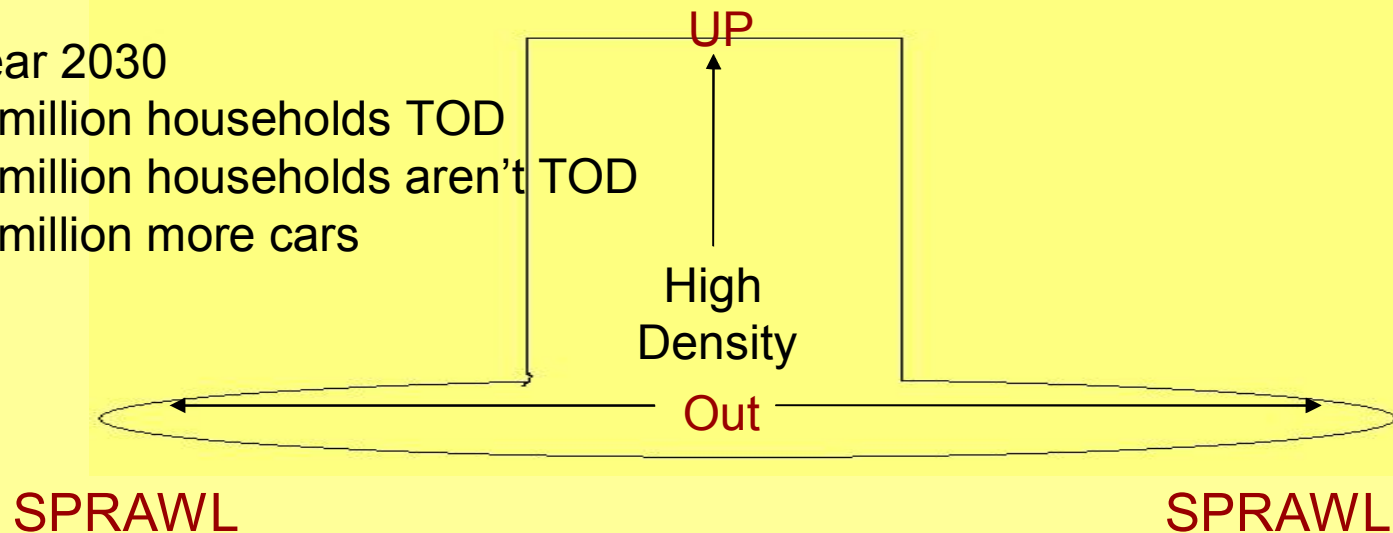 UP
ear 2030
million households TOD
million households aren't TOD
million more cars
High
Density
Out
SPRAWL SPRAWL